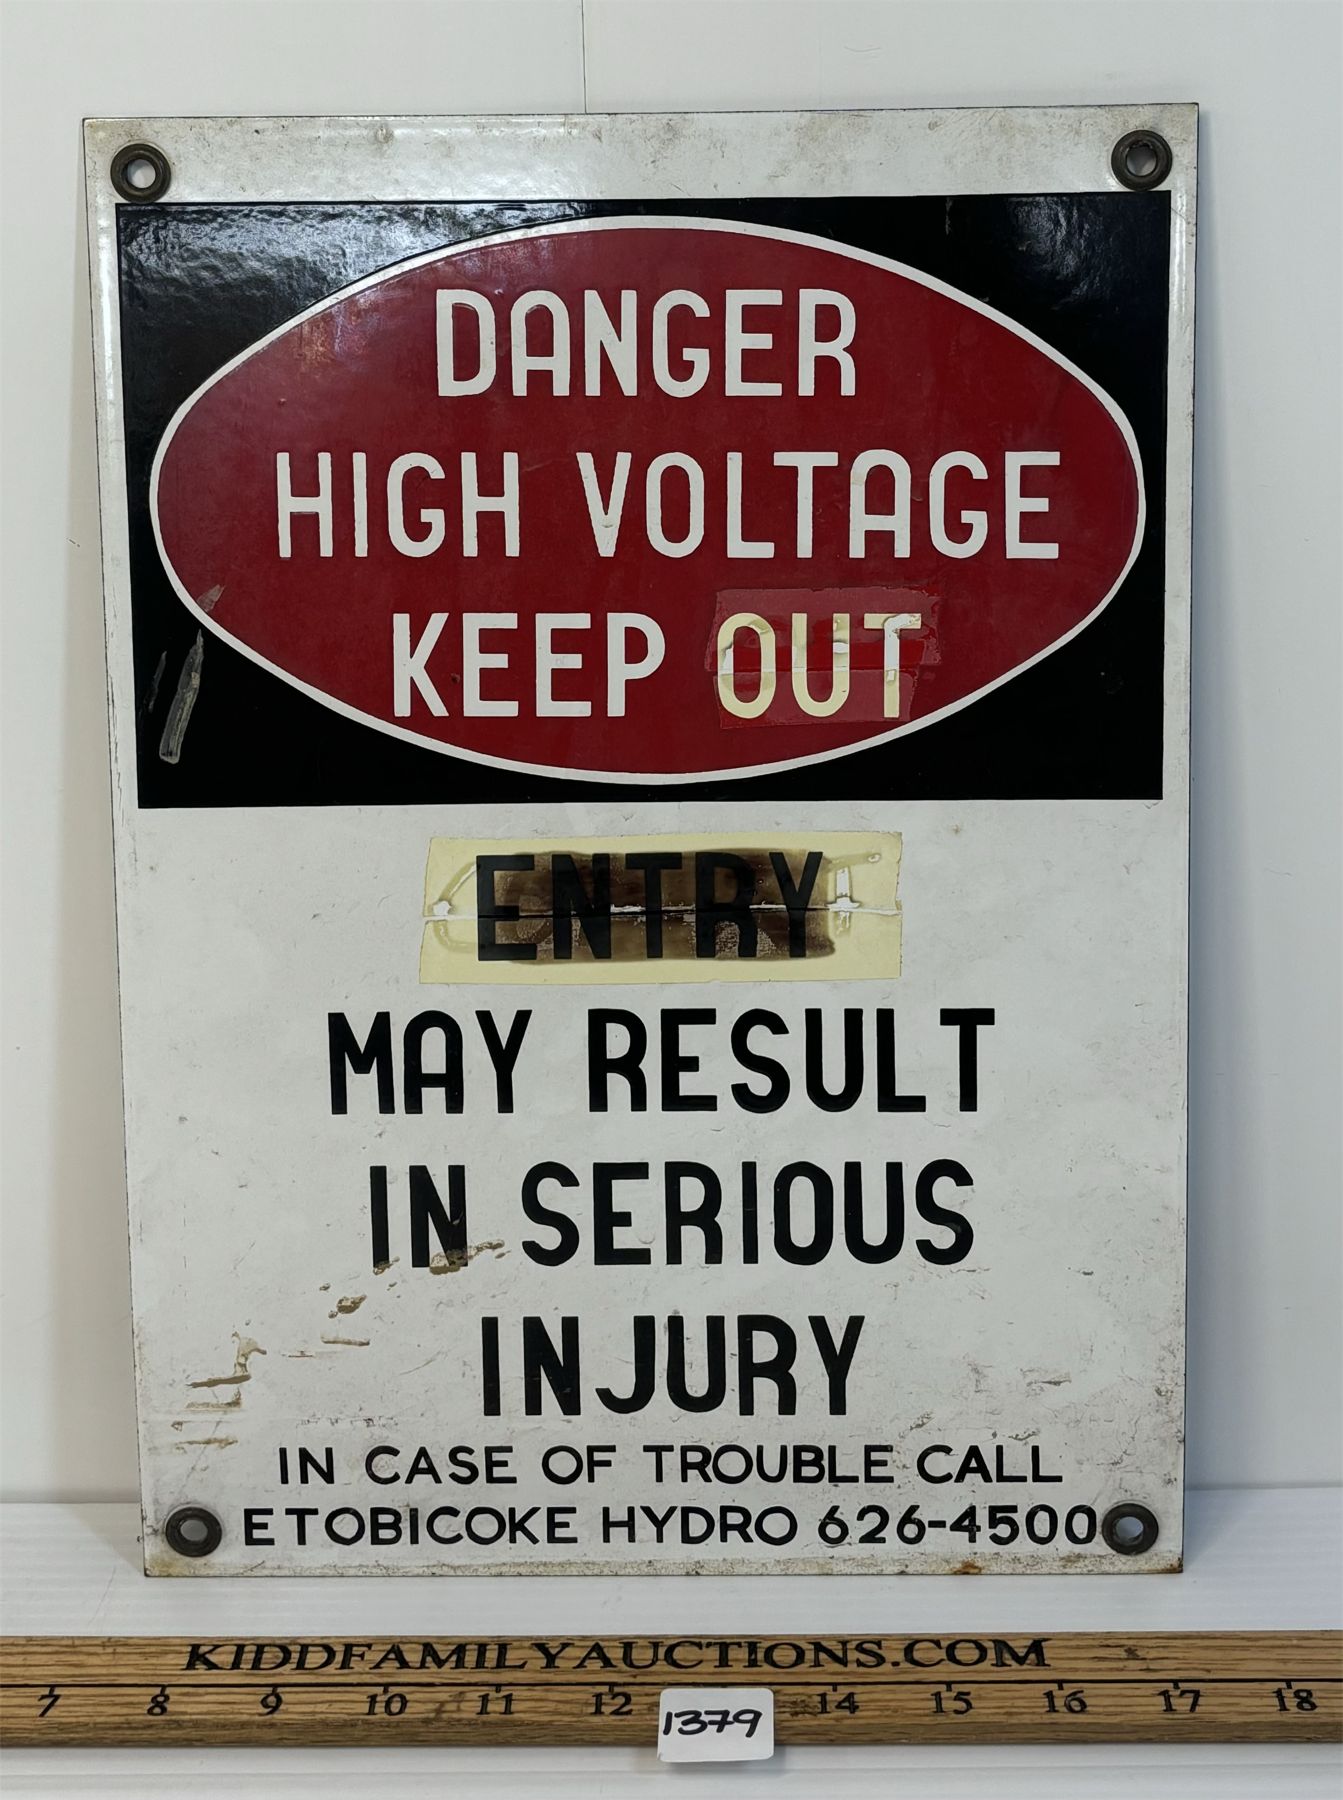 DANGER
HIGH VOLTAGE
KEEP OUT
ENTRY
MAY RESULT
IN SERIOUS
INJURY
IN CASE OF TROUBLE CALL
ETOBICOKE HYDRO 626-4500
KIDDFAMILYAUCTIONS.COM
7 8 9 10 11 12 14 15 16 17 18
1379